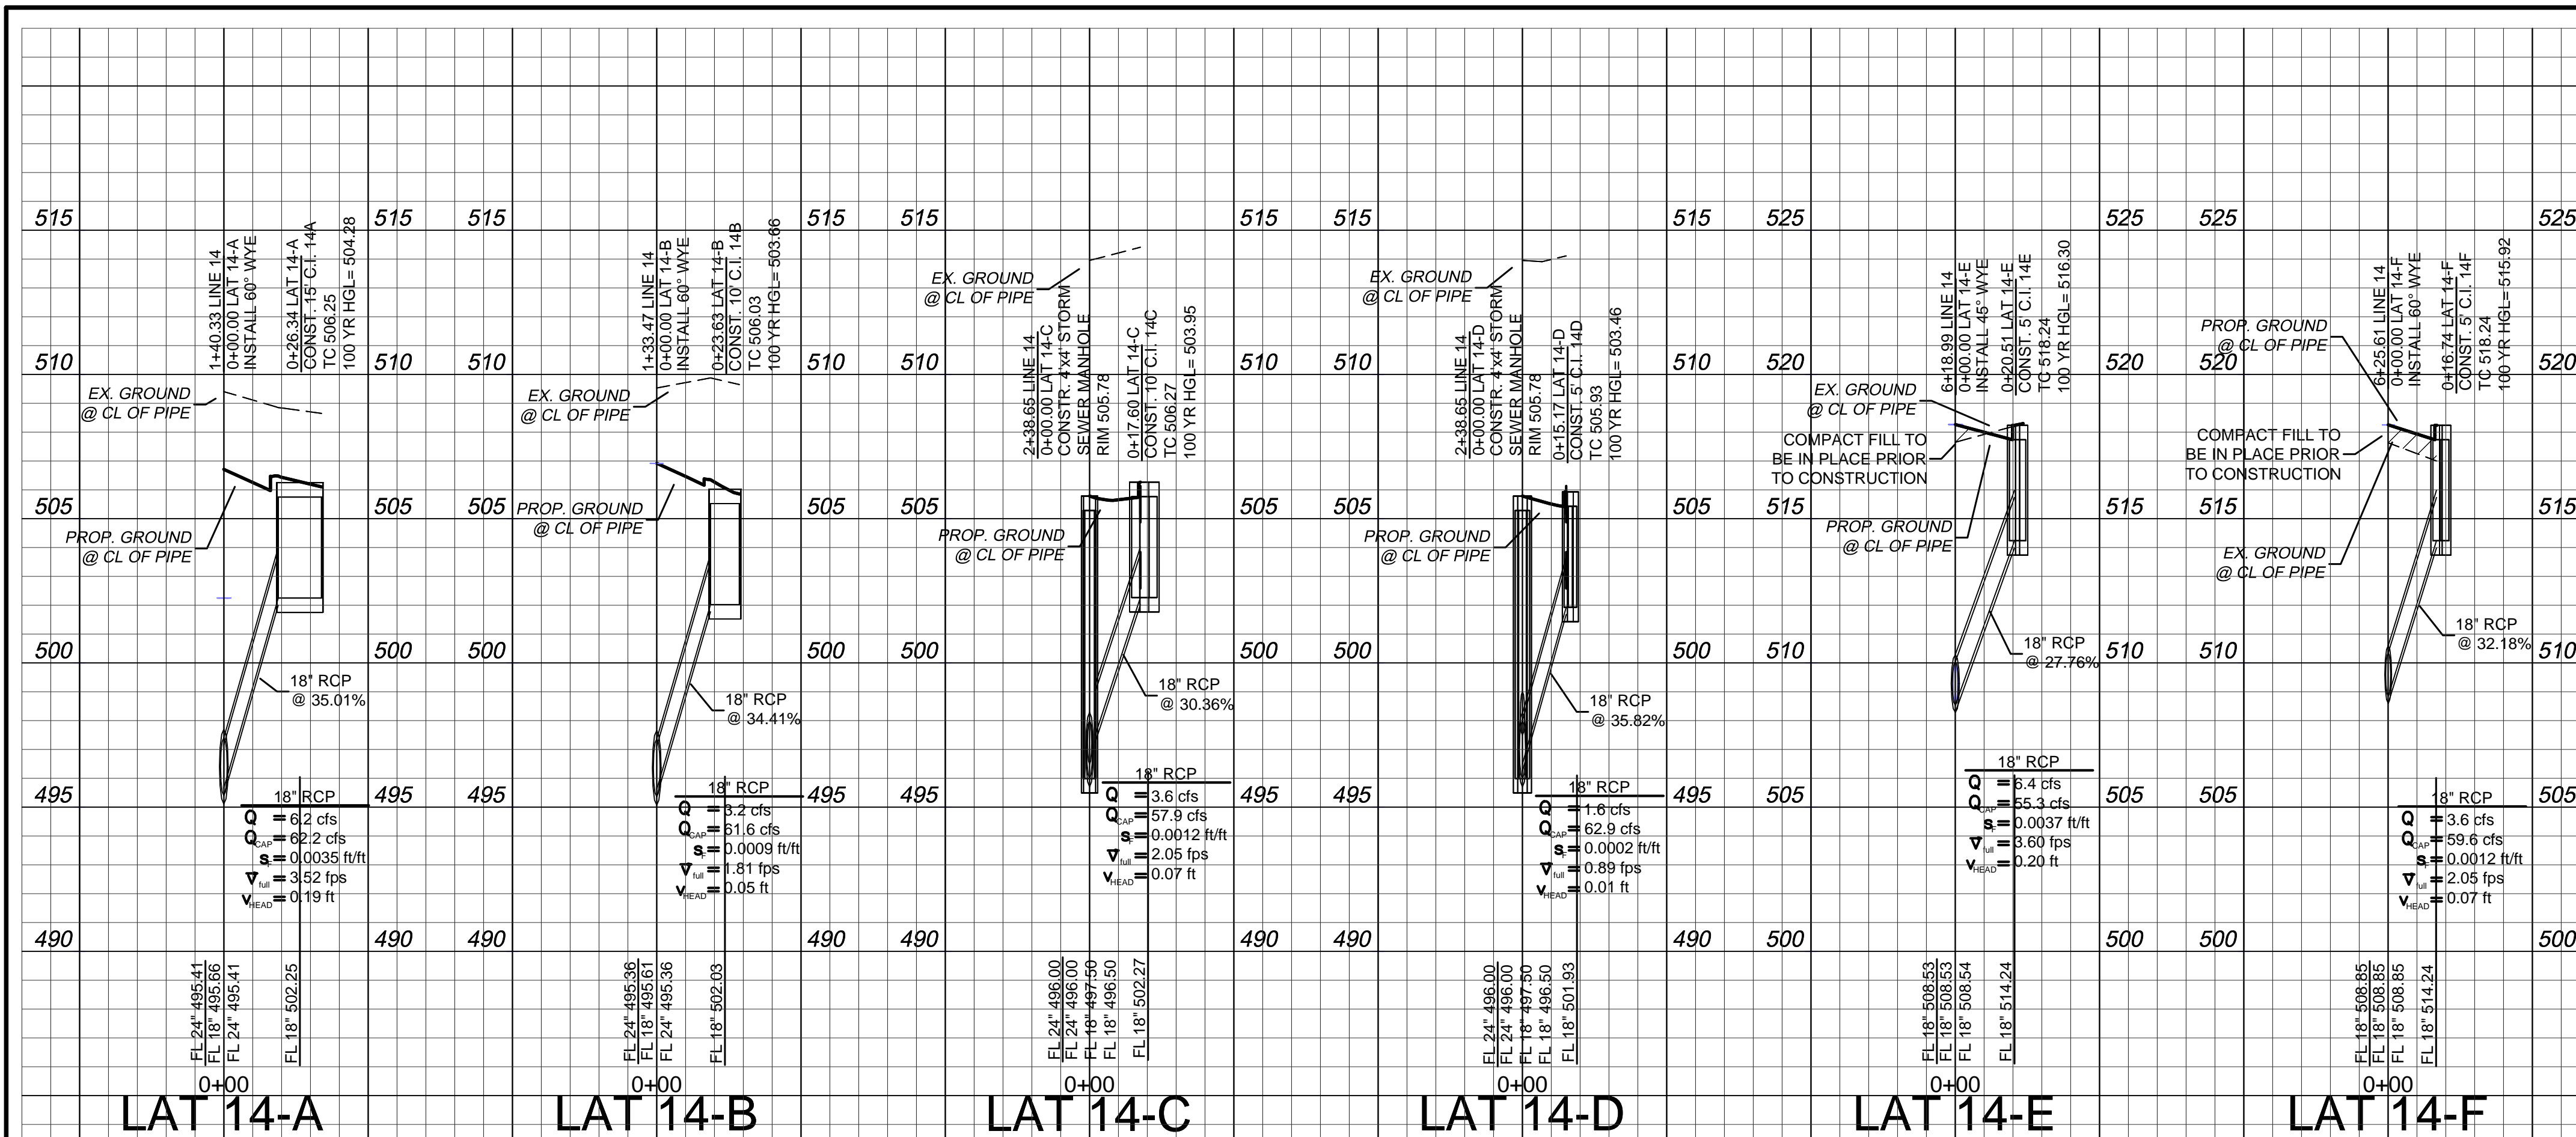 515
515
510
510
505
505
500
500
495
495
490
490
1+40.33 LINE 14
0+00.00 LAT 14-A
INSTALL 60° WYE
0+26.34 LAT 14-A
CONST. 15' C.I. 14A
TC 506.25
100 YR HGL= 504.28
EX. GROUND
@ CL OF PIPE
PROP. GROUND
@ CL OF PIPE
18" RCP
@ 35.01%
18" RCP
Q = 6.2 cfs
QCAP = 62.2 cfs
SF = 0.0035 ft/ft
Vfull = 3.52 fps
VHEAD = 0.19 ft
FL 24" 495.41
FL 18" 495.66
FL 24" 495.41
FL 18" 502.25
0+00
LAT 14-A
515
515
510
510
505
505
500
500
495
495
490
490
1+33.47 LINE 14
0+00.00 LAT 14-B
INSTALL 60° WYE
0+23.63 LAT 14-B
CONST. 10' C.I. 14B
TC 506.03
100 YR HGL= 503.66
EX. GROUND
@ CL OF PIPE
PROP. GROUND
@ CL OF PIPE
18" RCP
@ 34.41%
18" RCP
Q = 3.2 cfs
QCAP = 61.6 cfs
SF = 0.0009 ft/ft
Vfull = 1.81 fps
VHEAD = 0.05 ft
FL 24" 495.36
FL 18" 495.61
FL 24" 495.36
FL 18" 502.03
0+00
LAT 14-B
515
515
510
510
505
505
500
500
495
495
490
490
EX. GROUND
@ CL OF PIPE
2+38.65 LINE 14
0+00.00 LAT 14-C
CONSTR. 4'x4' STORM
SEWER MANHOLE
RIM 505.78
0+17.60 LAT 14-C
CONST. 10' C.I. 14C
TC 506.27
100 YR HGL= 503.95
PROP. GROUND
@ CL OF PIPE
18" RCP
@ 30.36%
18" RCP
Q = 3.6 cfs
QCAP = 57.9 cfs
SF = 0.0012 ft/ft
Vfull = 2.05 fps
VHEAD = 0.07 ft
FL 24" 496.00
FL 24" 496.00
FL 18" 497.50
FL 18" 496.50
FL 18" 502.27
0+00
LAT 14-C
515
515
510
510
505
505
500
500
495
495
490
490
EX. GROUND
@ CL OF PIPE
2+38.65 LINE 14
0+00.00 LAT 14-D
CONSTR. 4'x4' STORM
SEWER MANHOLE
RIM 505.78
0+15.17 LAT 14-D
CONST. 5' C.I. 14D
TC 505.93
100 YR HGL= 503.46
PROP. GROUND
@ CL OF PIPE
18" RCP
@ 35.82%
18" RCP
Q = 1.6 cfs
QCAP = 62.9 cfs
SF = 0.0002 ft/ft
Vfull = 0.89 fps
VHEAD = 0.01 ft
FL 24" 496.00
FL 24" 496.00
FL 18" 497.50
FL 18" 496.50
FL 18" 501.93
0+00
LAT 14-D
525
525
520
520
515
515
510
510
505
505
500
500
6+18.99 LINE 14
0+00.00 LAT 14-E
INSTALL 45° WYE
0+20.51 LAT 14-E
CONST. 5' C.I. 14E
TC 518.24
100 YR HGL= 516.30
EX. GROUND
@ CL OF PIPE
COMPACT FILL TO
BE IN PLACE PRIOR
TO CONSTRUCTION
PROP. GROUND
@ CL OF PIPE
18" RCP
@ 27.76%
18" RCP
Q = 6.4 cfs
QCAP = 55.3 cfs
SF = 0.0037 ft/ft
Vfull = 3.60 fps
VHEAD = 0.20 ft
FL 18" 508.53
FL 18" 508.53
FL 18" 508.54
FL 18" 514.24
0+00
LAT 14-E
525
525
520
515
515
510
510
505
505
500
500
520
PROP. GROUND
@ CL OF PIPE
6+25.61 LINE 14
0+00.00 LAT 14-F
INSTALL 60° WYE
0+16.74 LAT 14-F
CONST. 5' C.I. 14F
TC 518.24
100 YR HGL= 515.92
COMPACT FILL TO
BE IN PLACE PRIOR
TO CONSTRUCTION
EX. GROUND
@ CL OF PIPE
18" RCP
@ 32.18%
18" RCP
Q = 3.6 cfs
QCAP = 59.6 cfs
SF = 0.0012 ft/ft
Vfull = 2.05 fps
VHEAD = 0.07 ft
FL 18" 508.85
FL 18" 508.85
FL 18" 508.85
FL 18" 514.24
0+00
LAT 14-F